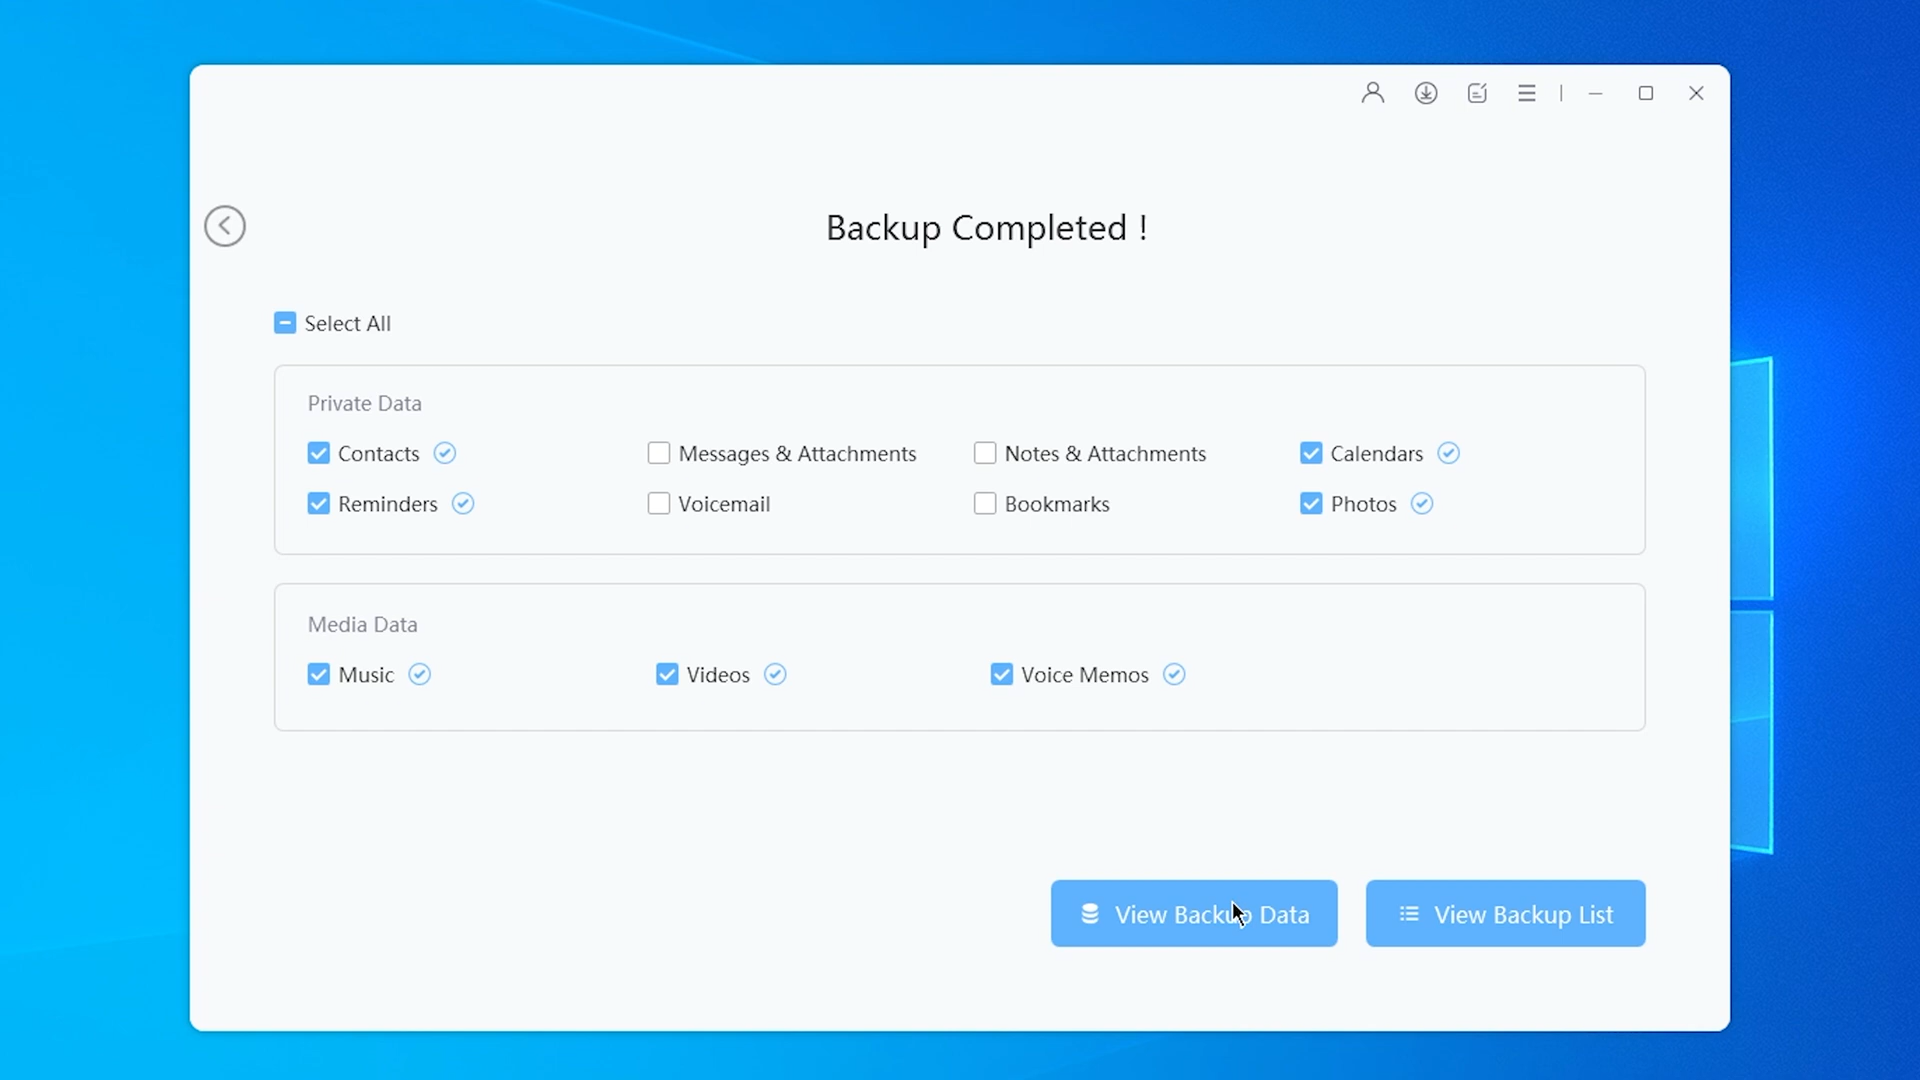 Backup Completed !
Select All
Private Data
Contacts Messages & Attachments Notes & Attachments Calendars
Reminders Voicemail Bookmarks Photos
Media Data
Music Videos Voice Memos
View Backup Data View Backup List